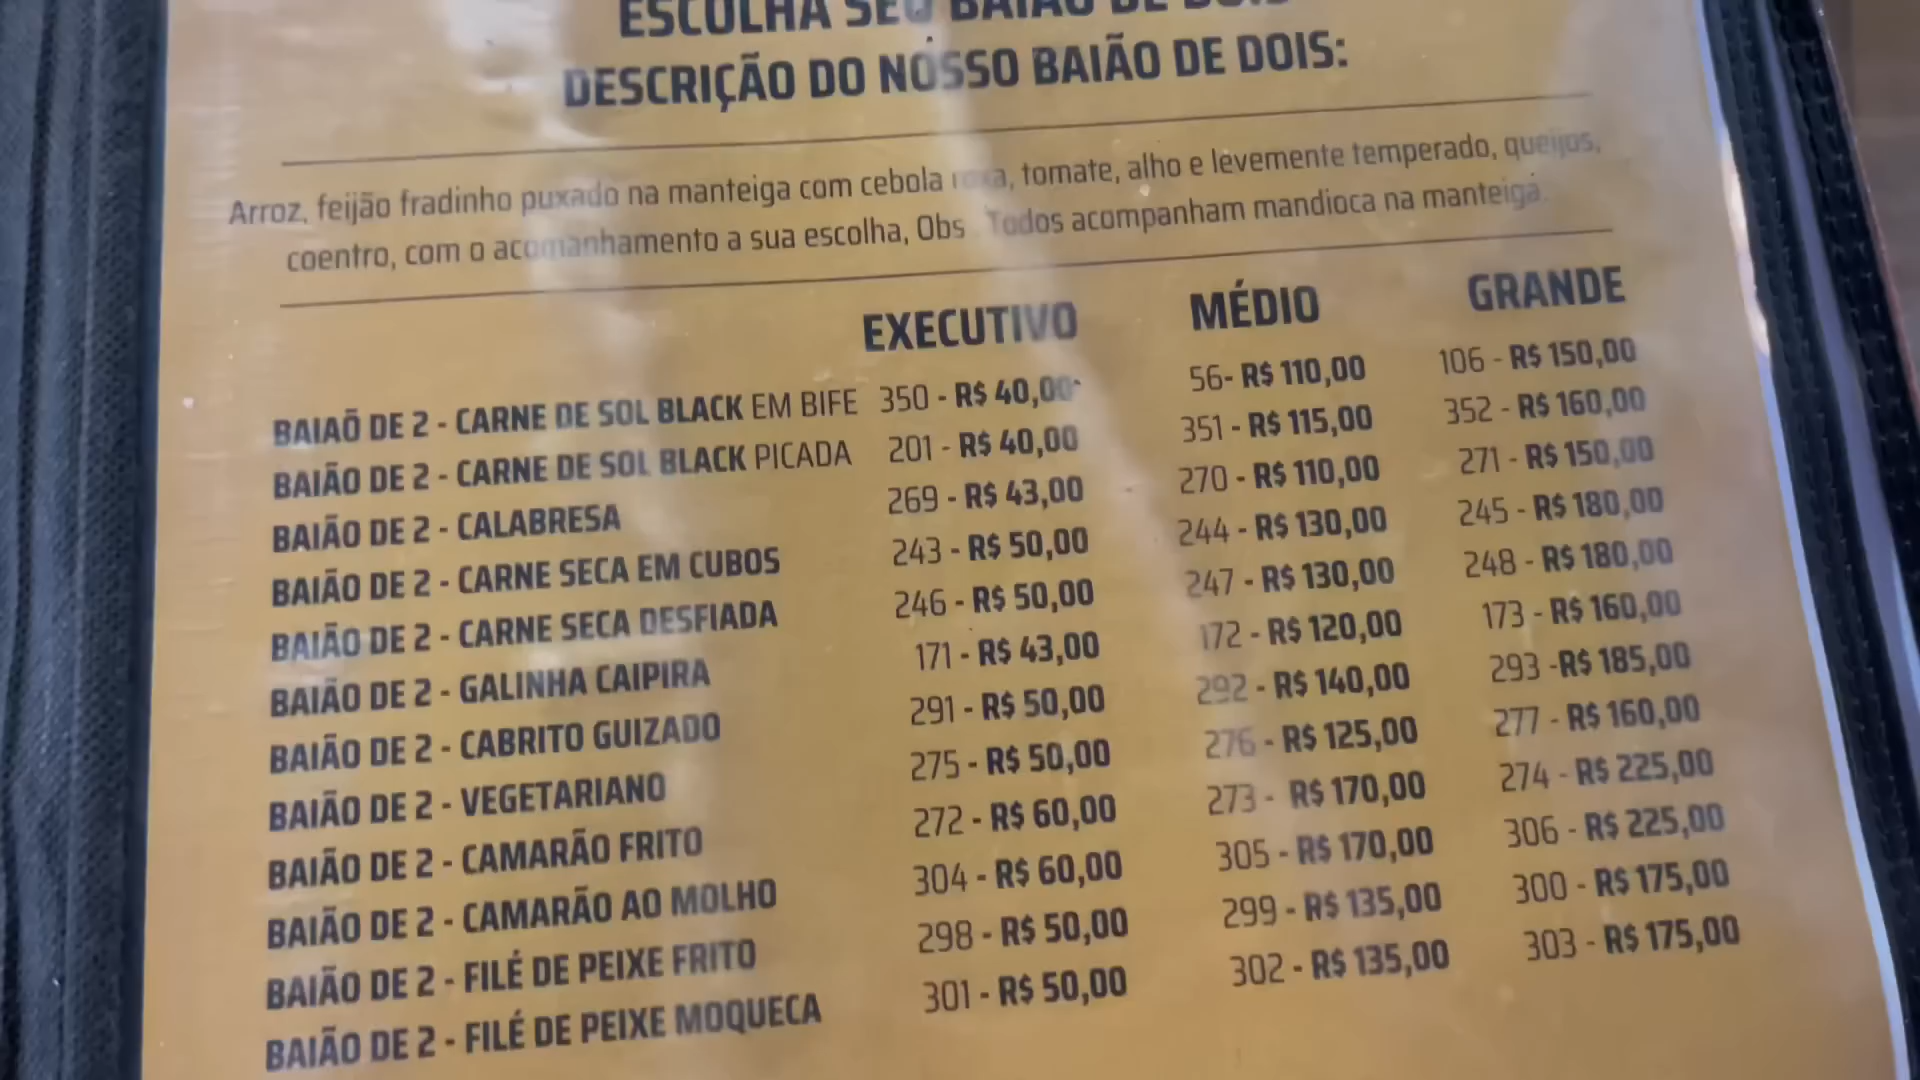 ESCOLHA SEU BAIÃO DE DOIS
DESCRIÇÃO DO NOSSO BAIÃO DE DOIS:
Arroz, feijão fradinho puxado na manteiga com cebola roxa, tomate, alho e levemente temperado, queijos,
coentro, com o acomanhamento a sua escolha, Obs . Todos acompanham mandioca na manteiga.
EXECUTIVO MÉDIO GRANDE
BAIAÕ DE 2 - CARNE DE SOL BLACK EM BIFE 350 - R$ 40,00 56- R$ 110,00 106 - R$ 150,00
BAIÃO DE 2 - CARNE DE SOL BLACK PICADA 201 - R$ 40,00 351 - R$ 115,00 352 - R$ 160,00
BAIÃO DE 2 - CALABRESA 269 - R$ 43,00 270 - R$ 110,00 271 - R$ 150,00
BAIÃO DE 2 - CARNE SECA EM CUBOS 243 - R$ 50,00 244 - R$ 130,00 245 - R$ 180,00
BAIÃO DE 2 - CARNE SECA DESFIADA 246 - R$ 50,00 247 - R$ 130,00 248 - R$ 180,00
BAIÃO DE 2 - GALINHA CAIPIRA 171 - R$ 43,00 172 - R$ 120,00 173 - R$ 160,00
BAIÃO DE 2 - CABRITO GUIZADO 291 - R$ 50,00 292 - R$ 140,00 293 -R$ 185,00
BAIÃO DE 2 - VEGETARIANO 275 - R$ 50,00 276 - R$ 125,00 277 - R$ 160,00
BAIÃO DE 2 - CAMARÃO FRITO 272 - R$ 60,00 273 - R$ 170,00 274 - R$ 225,00
BAIÃO DE 2 - CAMARÃO AO MOLHO 304 - R$ 60,00 305 - R$ 170,00 306 - R$ 225,00
BAIÃO DE 2 - FILÉ DE PEIXE FRITO 298 - R$ 50,00 299 - R$ 135,00 300 - R$ 175,00
BAIÃO DE 2 - FILÉ DE PEIXE MOQUECA 301 - R$ 50,00 302 - R$ 135,00 303 - R$ 175,00